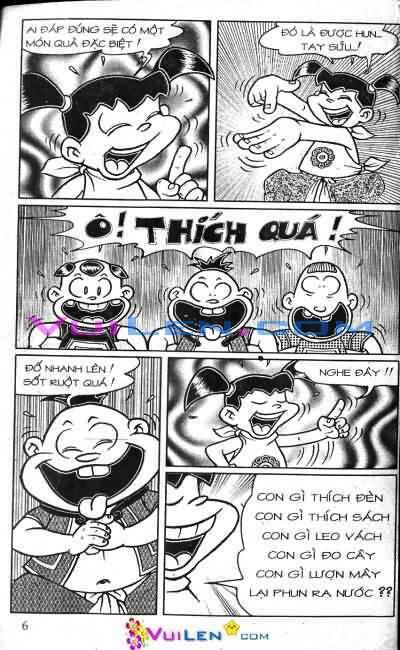 AI ĐÁP ĐÚNG SẼ CÓ MỘT
MÓN QUÀ ĐẶC BIỆT !
ĐÓ LÀ ĐƯỢC HUN...
TAY SỬU...!
Ô! THÍCH QUÁ !
VUILEN.COM
ĐỐ NHANH LÊN !
SỐT RUỘT QUÁ !
NGHE ĐÂY !!
CON GÌ THÍCH ĐÈN
CON GÌ THÍCH SÁCH
CON GÌ LEO VÁCH
CON GÌ ĐO CÂY
CON GÌ LƯỢN MÂY
LẠI PHUN RA NƯỚC ??
6
VUILEN.COM